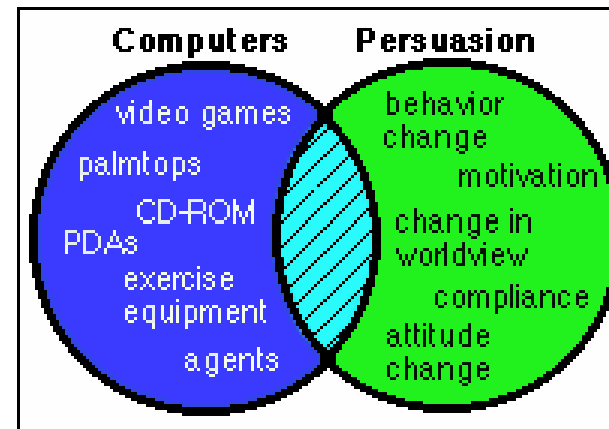 Computers
Persuasion
video games
palmtops
CD-ROM
PDAs
exercise
equipment
agents
behavior
change
motivation
change in
worldview
compliance
attitude
change